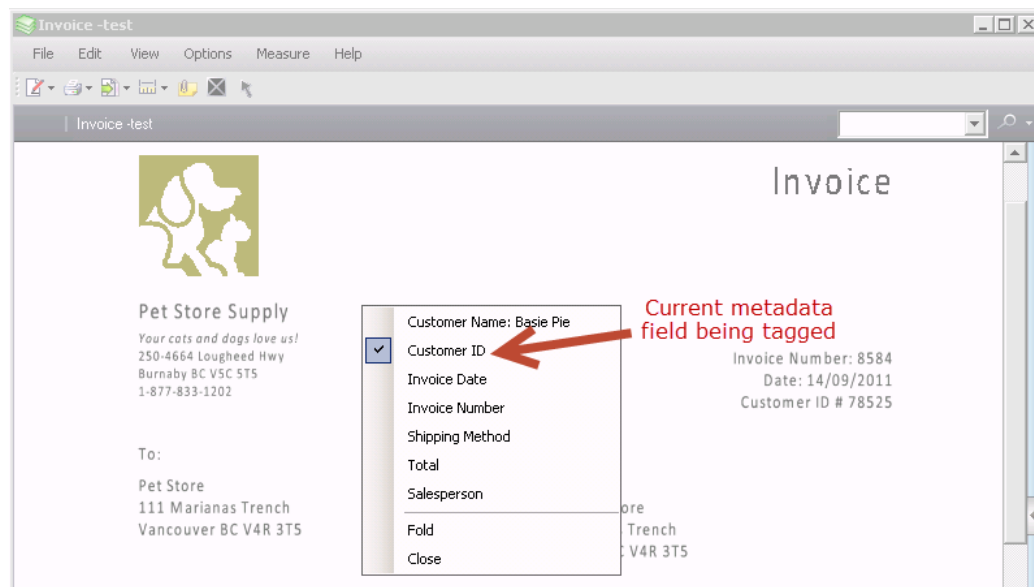 Invoice -test
File Edit View Options Measure Help
Invoice -test
Invoice
Pet Store Supply
Your cats and dogs love us!
250-4664 Lougheed Hwy
Burnaby BC V5C 5T5
1-877-833-1202
Customer Name: Basie Pie
Customer ID
Invoice Date
Invoice Number
Shipping Method
Total
Salesperson
Fold
Close
Current metadata
field being tagged
Invoice Number: 8584
Date: 14/09/2011
Customer ID # 78525
To:
Pet Store
111 Marianas Trench
Vancouver BC V4R 3T5
ore
Trench
V4R 3T5